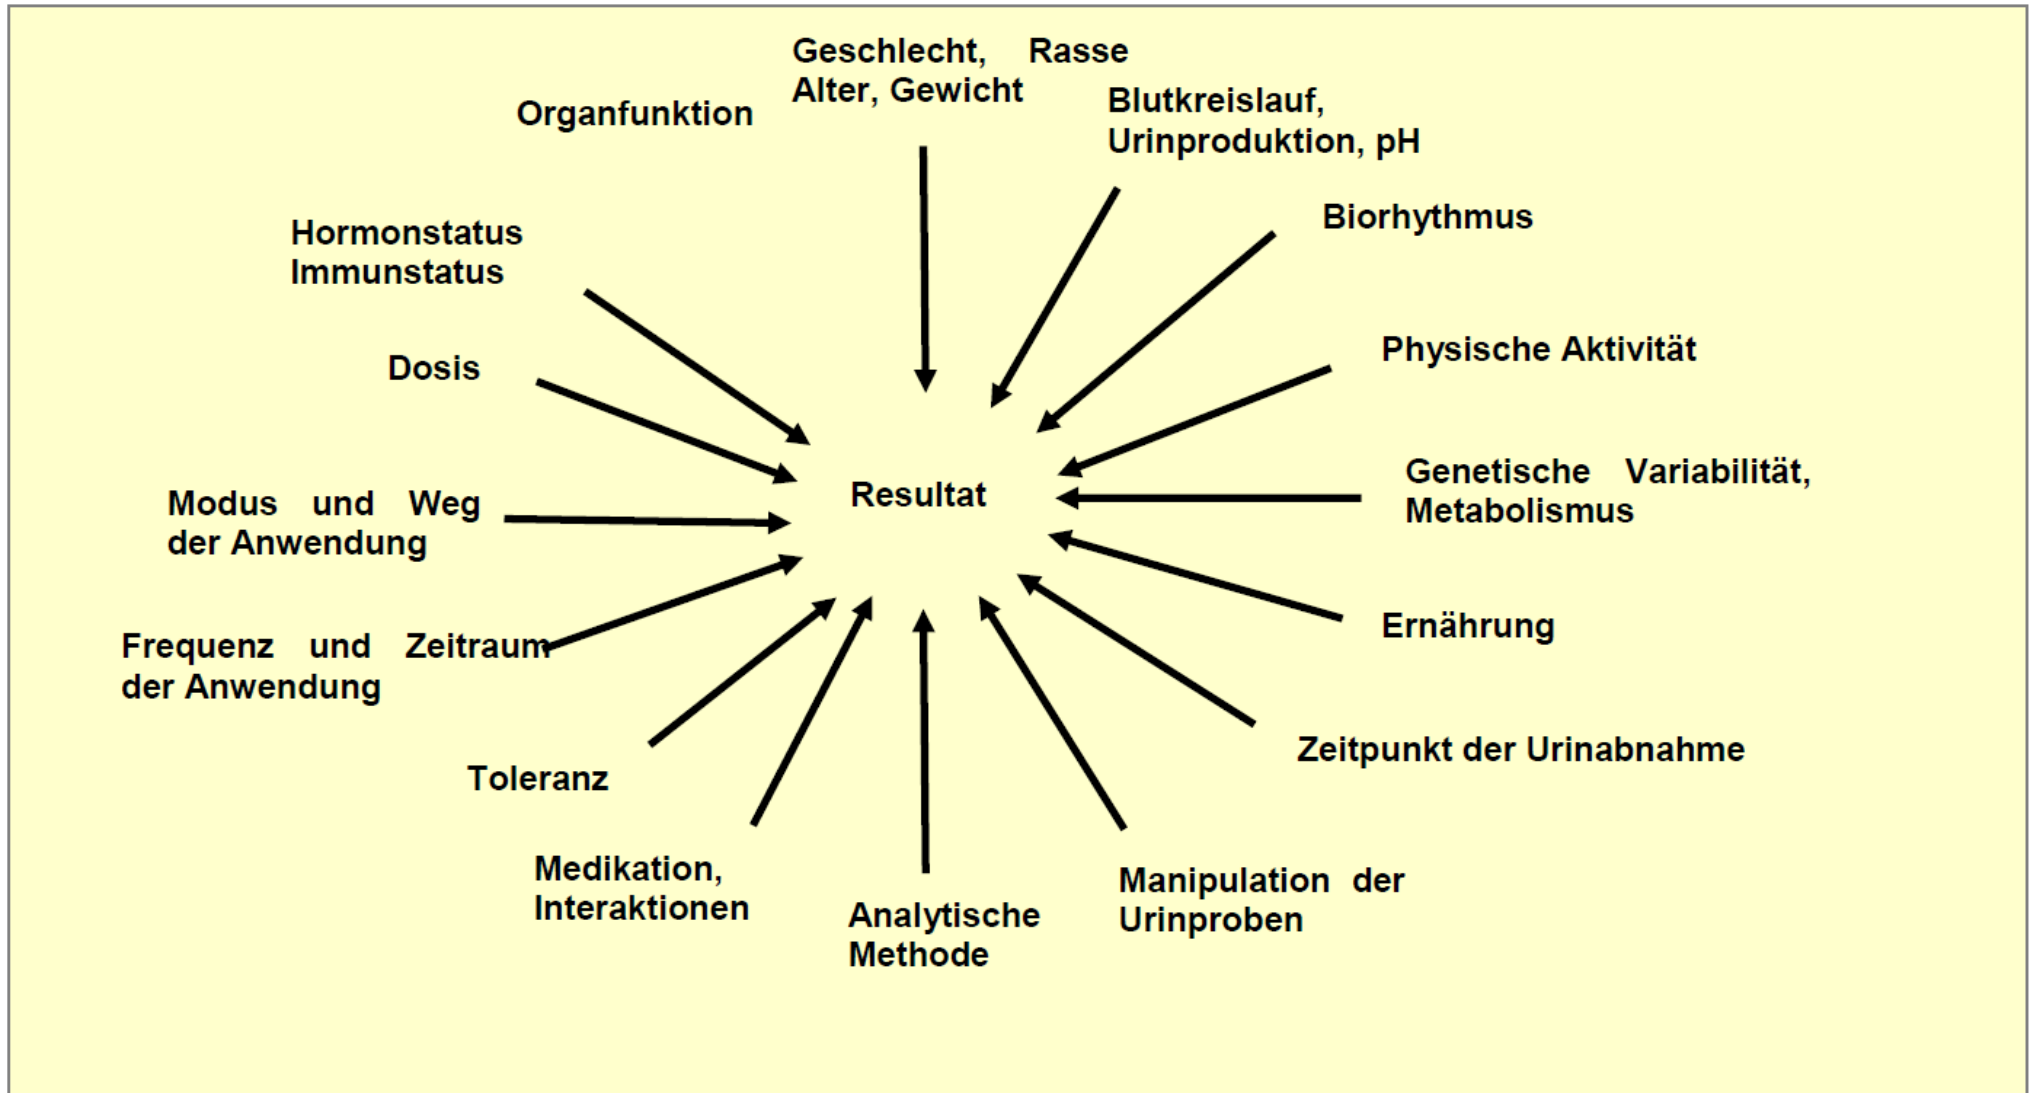 Geschlecht, Rasse
Alter, Gewicht
Organfunktion
Blutkreislauf,
Urinproduktion, pH
Biorhythmus
Hormonstatus
Immunstatus
Physische Aktivität
Dosis
Genetische Variabilität,
Metabolismus
Resultat
Modus und Weg
der Anwendung
Ernährung
Frequenz und Zeitraum
der Anwendung
Zeitpunkt der Urinabnahme
Toleranz
Medikation,
Interaktionen
Manipulation der
Urinproben
Analytische
Methode